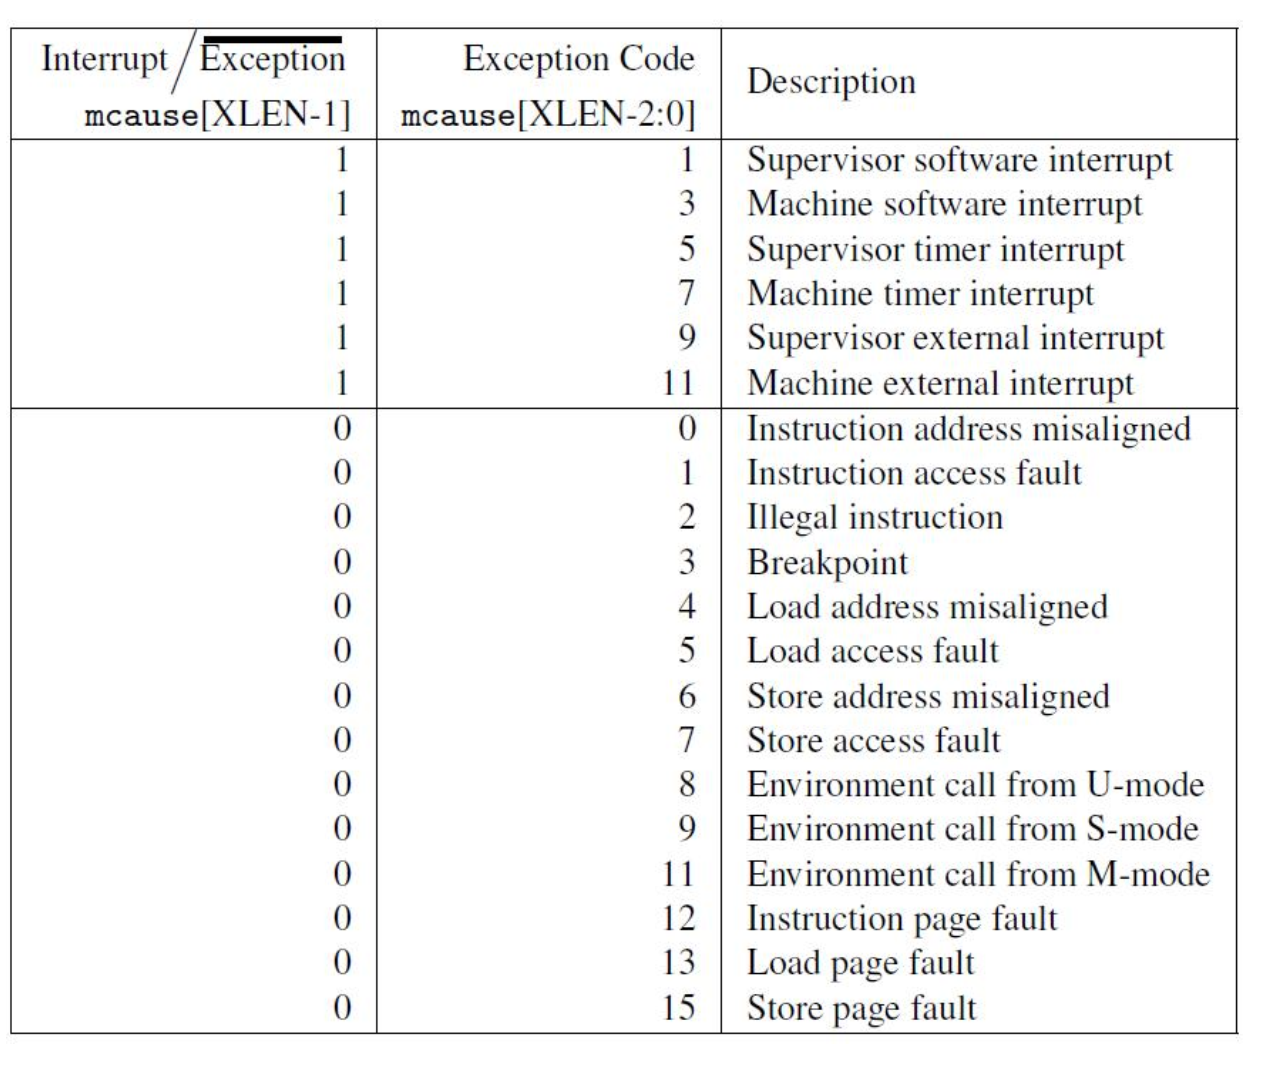 Interrupt / Exception
mcause[XLEN-1]
Exception Code
mcause[XLEN-2:0]
Description
1 1 Supervisor software interrupt
1 3 Machine software interrupt
1 5 Supervisor timer interrupt
1 7 Machine timer interrupt
1 9 Supervisor external interrupt
1 11 Machine external interrupt
0 0 Instruction address misaligned
0 1 Instruction access fault
0 2 Illegal instruction
0 3 Breakpoint
0 4 Load address misaligned
0 5 Load access fault
0 6 Store address misaligned
0 7 Store access fault
0 8 Environment call from U-mode
0 9 Environment call from S-mode
0 11 Environment call from M-mode
0 12 Instruction page fault
0 13 Load page fault
0 15 Store page fault